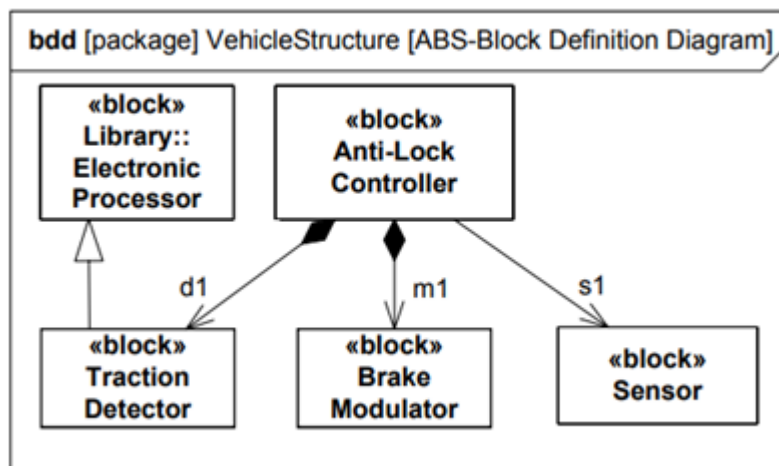 bdd [package] VehicleStructure [ABS-Block Definition Diagram]
«block»
Library::
Electronic
Processor
«block»
Anti-Lock
Controller
d1
m1
s1
«block»
Traction
Detector
«block»
Brake
Modulator
«block»
Sensor